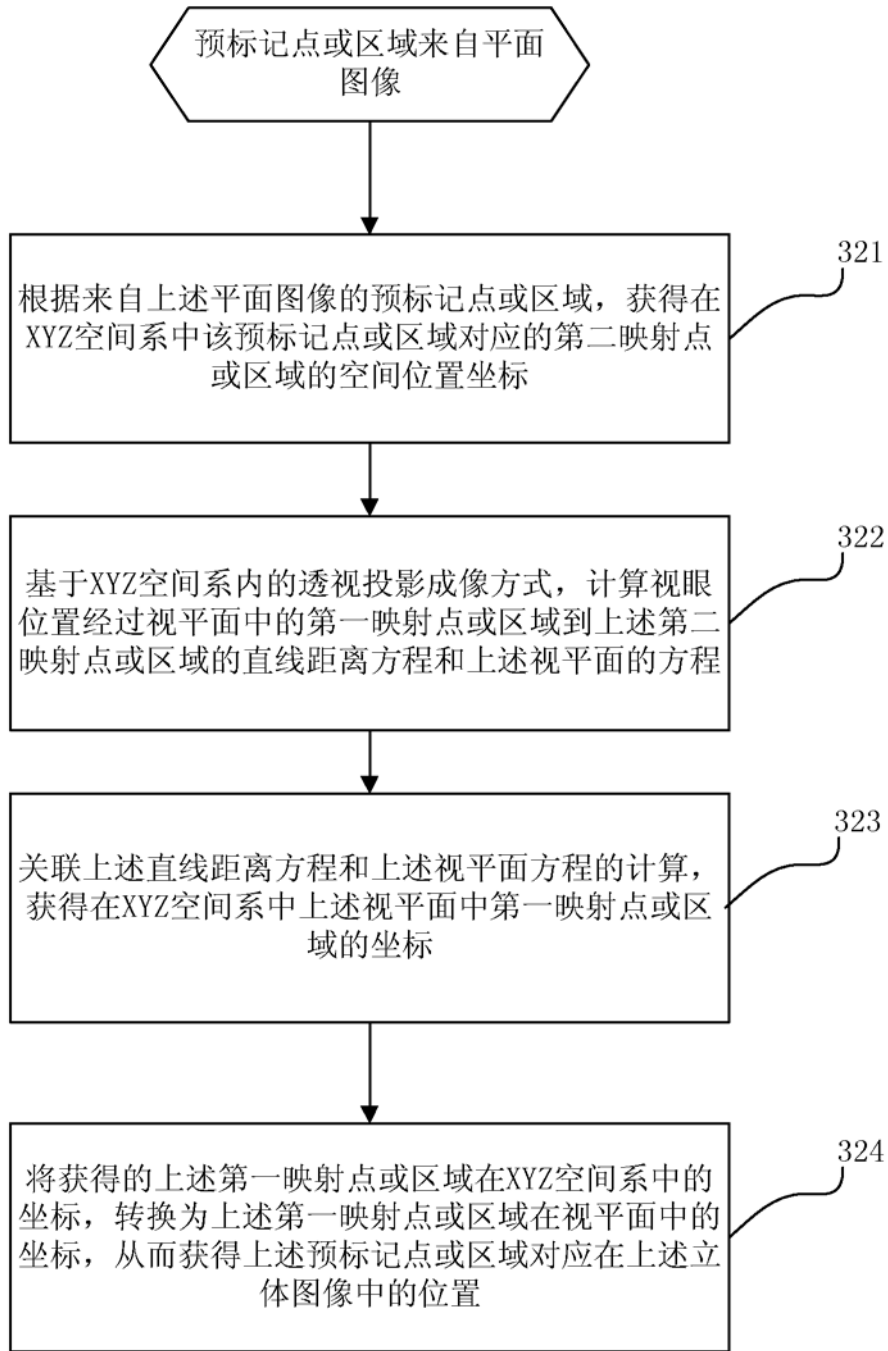 预标记点或区域来自平面
图像
321
根据来自上述平面图像的预标记点或区域，获得在
XYZ空间系中该预标记点或区域对应的第二映射点
或区域的空间位置坐标
322
基于XYZ空间系内的透视投影成像方式，计算视眼
位置经过视平面中的第一映射点或区域到上述第二
映射点或区域的直线距离方程和上述视平面的方程
323
关联上述直线距离方程和上述视平面方程的计算，
获得在XYZ空间系中上述视平面中第一映射点或区
域的坐标
324
将获得的上述第一映射点或区域在XYZ空间系中的
坐标，转换为上述第一映射点或区域在视平面中的
坐标，从而获得上述预标记点或区域对应在上述立
体图像中的位置